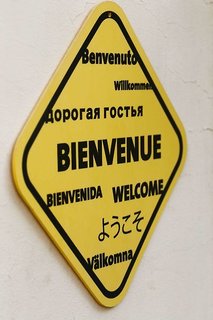 Benvenuto
Willkommen
Дорогая гостья
BIENVENUE
BIENVENIDA WELCOME
ようこそ
Välkomna